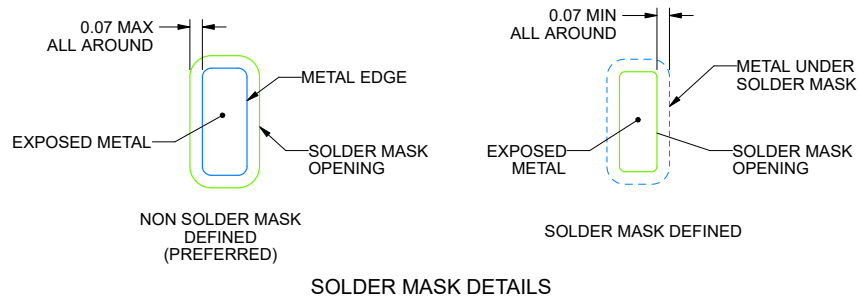 0.07 MAX
ALL AROUND
METAL EDGE
EXPOSED METAL
SOLDER MASK
OPENING
NON SOLDER MASK
DEFINED
(PREFERRED)
0.07 MIN
ALL AROUND
METAL UNDER
SOLDER MASK
EXPOSED
METAL
SOLDER MASK
OPENING
SOLDER MASK DEFINED
SOLDER MASK DETAILS